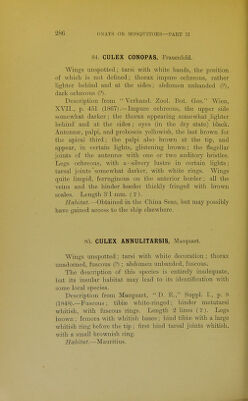 286 GNATS OR MOSQUITOES—PART II
84. CULEX CONOPAS, Frauenfeld.
Wings unspotted; tarsi with white bands, the position
of which is not defined; thorax impure ochreous, rather
lighter behind and at the sides; abdomen unbanded (?),
dark ochreous (?).
Description from "Verhandl. Zool. Bot. Ges." Wien,
XVII., p. 451 (1867).—Impure ochreous, the upper side
somewhat darker; the thorax appearing somewhat lighter
behind and at the sides; eyes (in the dry state) black.
Antennæ, palpi, and proboscis yellowish, the last brown for
the apical third; the palpi also brown at the tip, and
appear, in certain lights, glistening brown; the flagellar
joints of the antennæ with one or two auxiliary bristles.
Legs ochreous, with a silvery lustre in certain lights;
tarsal joints somewhat darker, with white rings. Wings
quite limpid, ferruginous on the anterior border; all the
veins and the hinder border thickly fringed with brown
scales. Length 3·1 mm. (♀).
Habitat.—Obtained in the China Seas, but may possibly
have gained access to the ship elsewhere.
85. CULEX ANNULITARSIS, Macquart.
Wings unspotted; tarsi with white decoration; thorax
unadorned, fuscous (?); abdomen unbanded, fuscous.
The description of this species is entirely inadequate,
but its insular habitat may lead to its identification with
some local species.
Description from Macquart, "D. E.," Suppl. I., p. 8
(1846).—Fuscous; tibiæ white-ringed; hinder metatarsi
whitish, with fuscous rings. Length 2 lines (♀). Legs
brown; femora with whitish bases; hind tibiæ with a large
whitish ring before the tip; first hind tarsal joints whitish,
with a small brownish ring.
Habitat.—Mauritius.